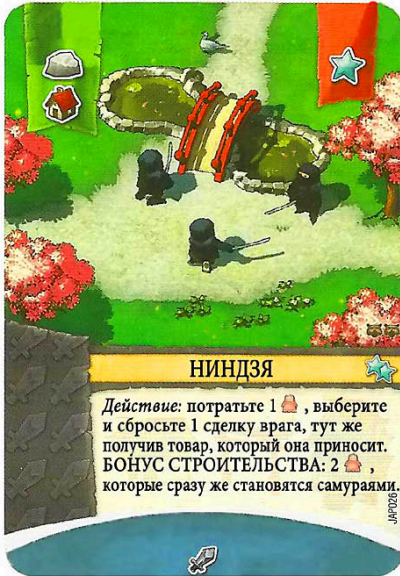 НИНДЗЯ
Действие: потратьте 1 , выберите
и сбросьте 1 сделку врага, тут же
получив товар, который она приносит.
БОНУС СТРОИТЕЛЬСТВА: 2 ,
которые сразу же становятся самураями.
JAP026